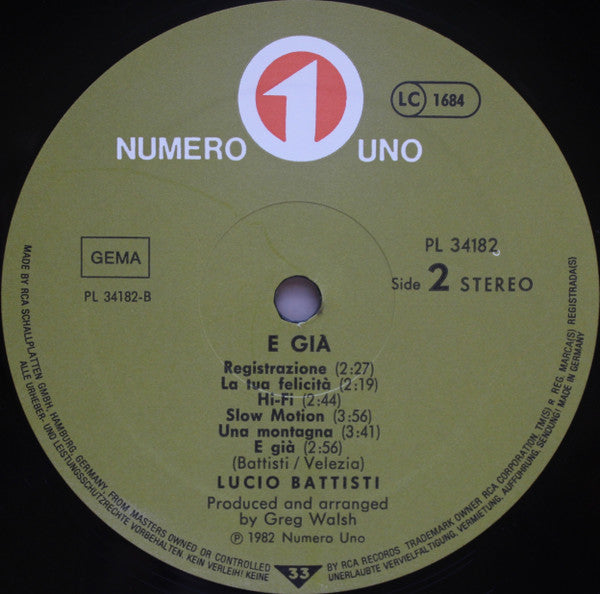 1
NUMERO UNO
LC 1684
GEMA
PL 34182-B
PL 34182
Side 2 STEREO
E GIÀ
Registrazione (2:27)
La tua felicità (2:19)
Hi-Fi (2:44)
Slow Motion (3:56)
Una montagna (3:41)
E già (2:56)
(Battisti / Velezia)
LUCIO BATTISTI
Produced and arranged
by Greg Walsh
℗ 1982 Numero Uno
33
MADE BY RCA SCHALLPLATTEN GMBH, HAMBURG, GERMANY, FROM MASTERS OWNED OR CONTROLLED BY RCA RECORDS TRADEMARK OWNER RCA CORPORATION, TM(S) R REG. MARCA(S) REGISTRADA(S)
ALLE URHEBER- UND LEISTUNGSSCHUTZRECHTE VORBEHALTEN. KEIN VERLEIH! KEINE UNERLAUBTE VERVIELFÄLTIGUNG, VERMIETUNG, AUFFÜHRUNG, SENDUNG! MADE IN GERMANY